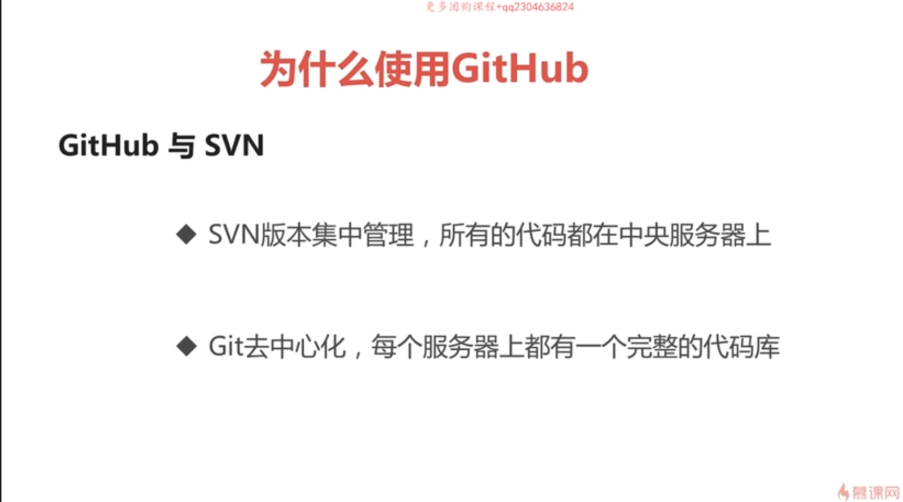 更多团购课程+qq2304636824
为什么使用GitHub
GitHub 与 SVN
◆ SVN版本集中管理，所有的代码都在中央服务器上
◆ Git去中心化，每个服务器上都有一个完整的代码库
慕课网